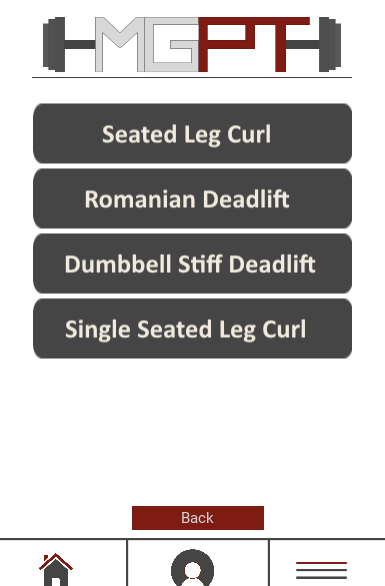 MGPT
Seated Leg Curl
Romanian Deadlift
Dumbbell Stiff Deadlift
Single Seated Leg Curl
Back